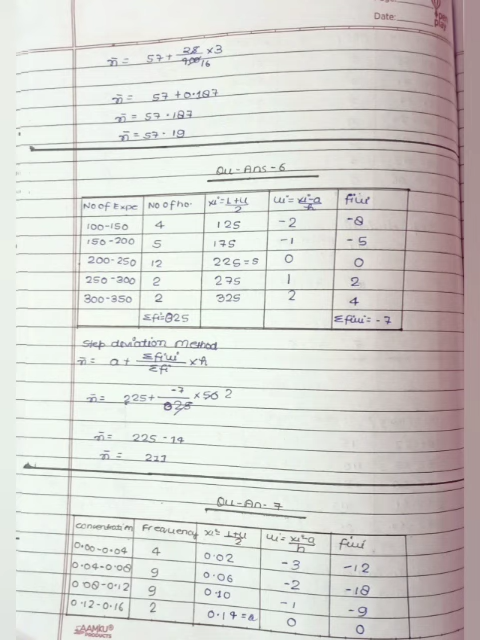 Date:
x̄ = 57 + 25/400 16 × 3
x̄ = 57 + 0.187
x̄ = 57.187
x̄ = 57.19
Qu-Ans-6
No of Expe No of ho. xi = L+U/2 ui = xi-a/h fiui
100-150 4 125 -2 -8
150-200 5 175 -1 -5
200-250 12 225 = a 0 0
250-300 2 275 1 2
300-350 2 325 2 4
Σfi = 25 Σfiui = -7
Step deviation Method
x̄ = a + Σfiui/Σfi × h
x̄ = 225 + -7/25 × 50 2
x̄ = 225 - 14
x̄ = 211
Qu-An-7
concentration Frequency xi = L+U/2 ui = xi-a/h fiui
0.00-0.04 4 0.02 -3 -12
0.04-0.08 9 0.06 -2 -18
0.08-0.12 9 0.10 -1 -9
0.12-0.16 2 0.14 = a 0 0
AAMKU®
PRODUCTS